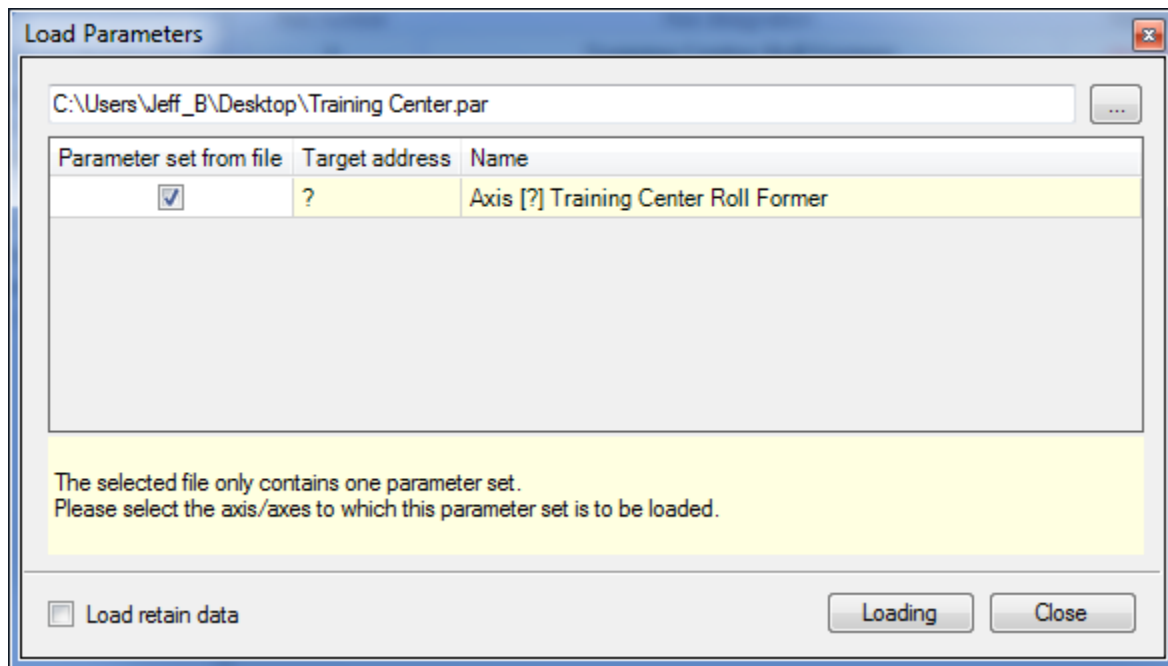 Load Parameters
C:\Users\Jeff_B\Desktop\Training Center.par
...
Parameter set from file Target address Name
? Axis [?] Training Center Roll Former
The selected file only contains one parameter set.
Please select the axis/axes to which this parameter set is to be loaded.
Load retain data Loading Close